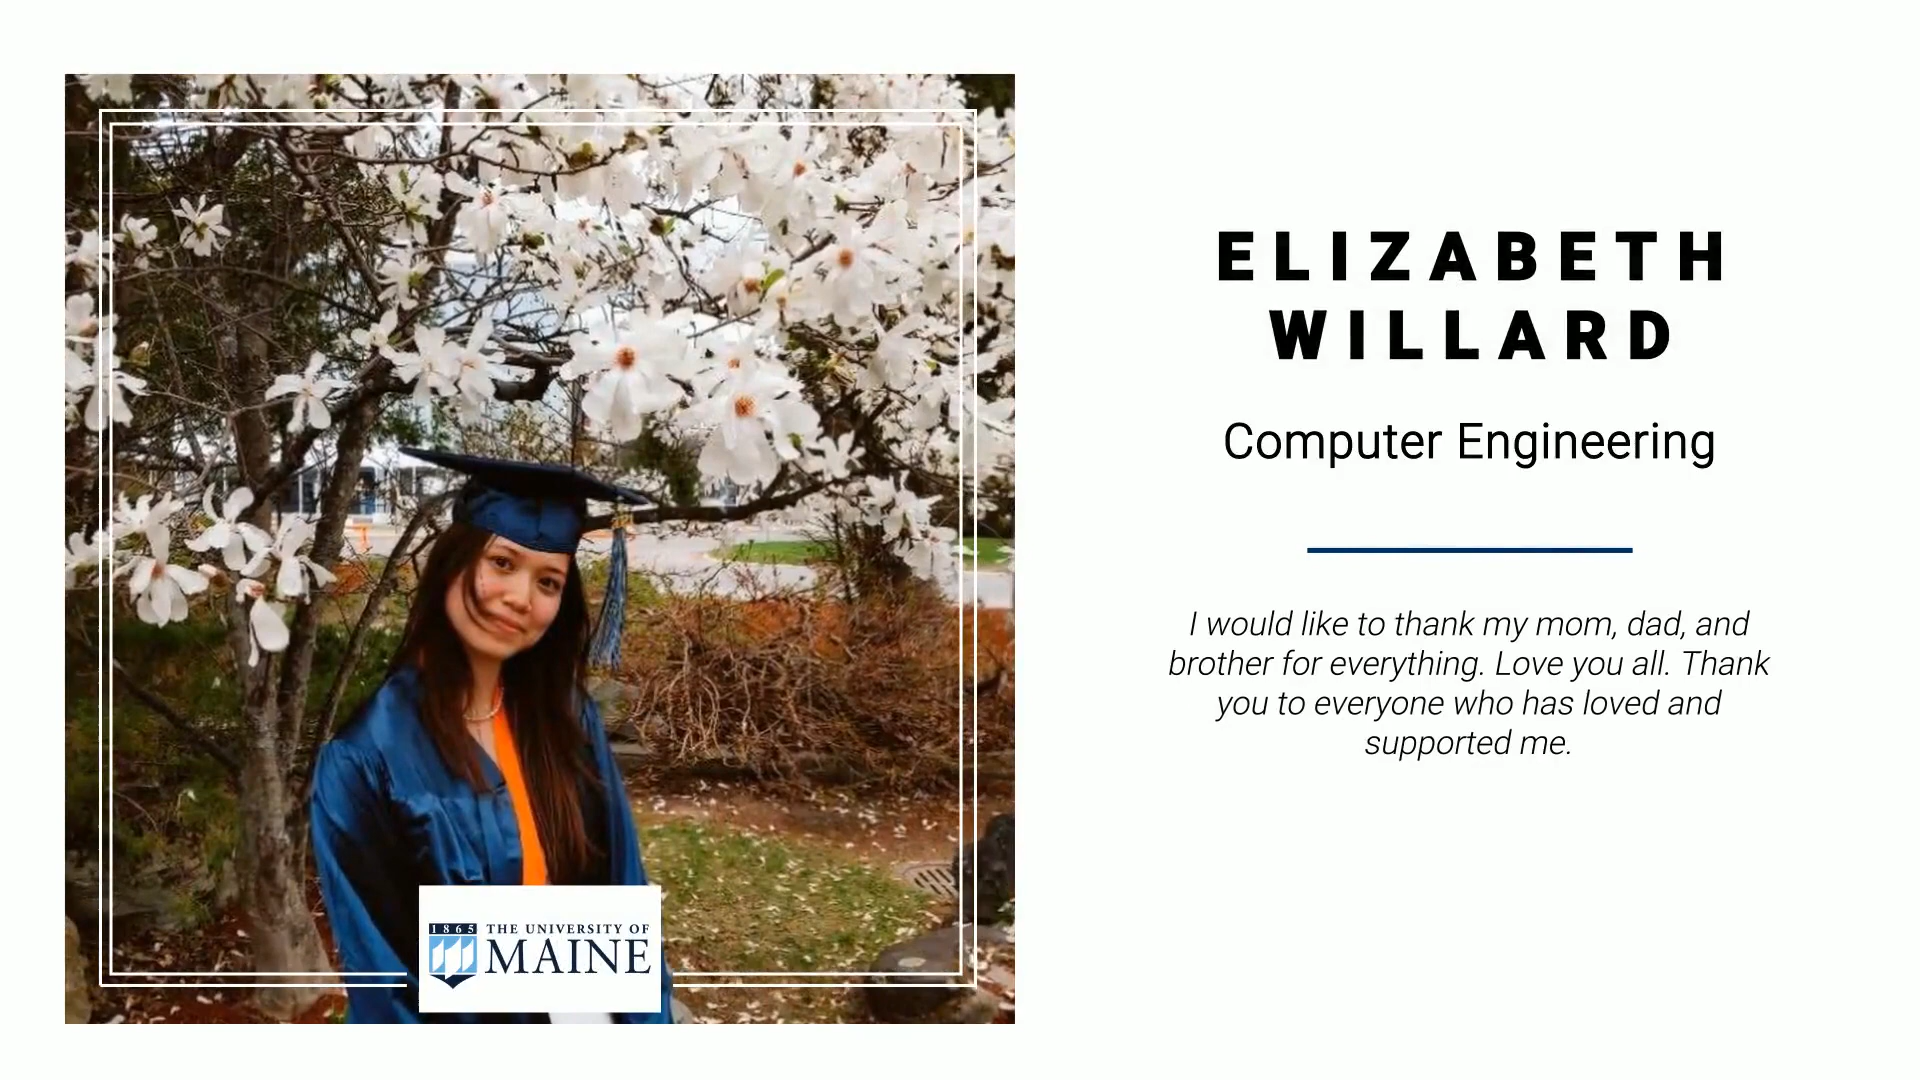 ELIZABETH
WILLARD
Computer Engineering
I would like to thank my mom, dad, and
brother for everything. Love you all. Thank
you to everyone who has loved and
supported me.
1865
THE UNIVERSITY OF
MAINE